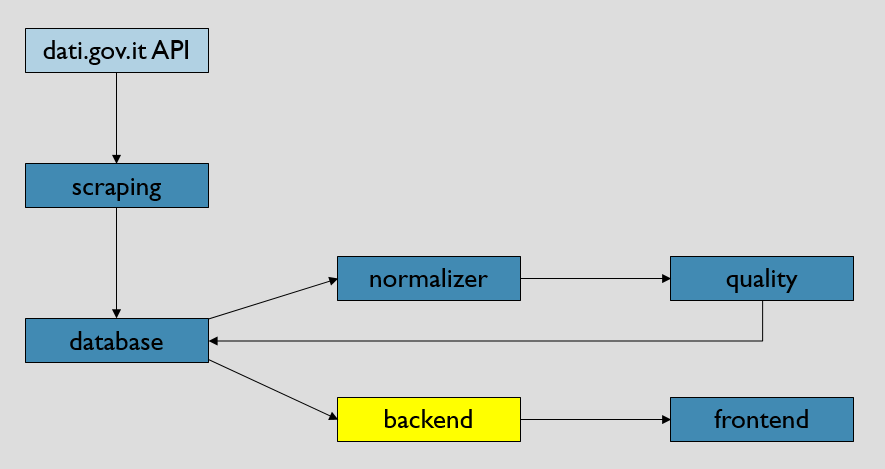 dati.gov.it API
scraping
normalizer
quality
database
backend
frontend